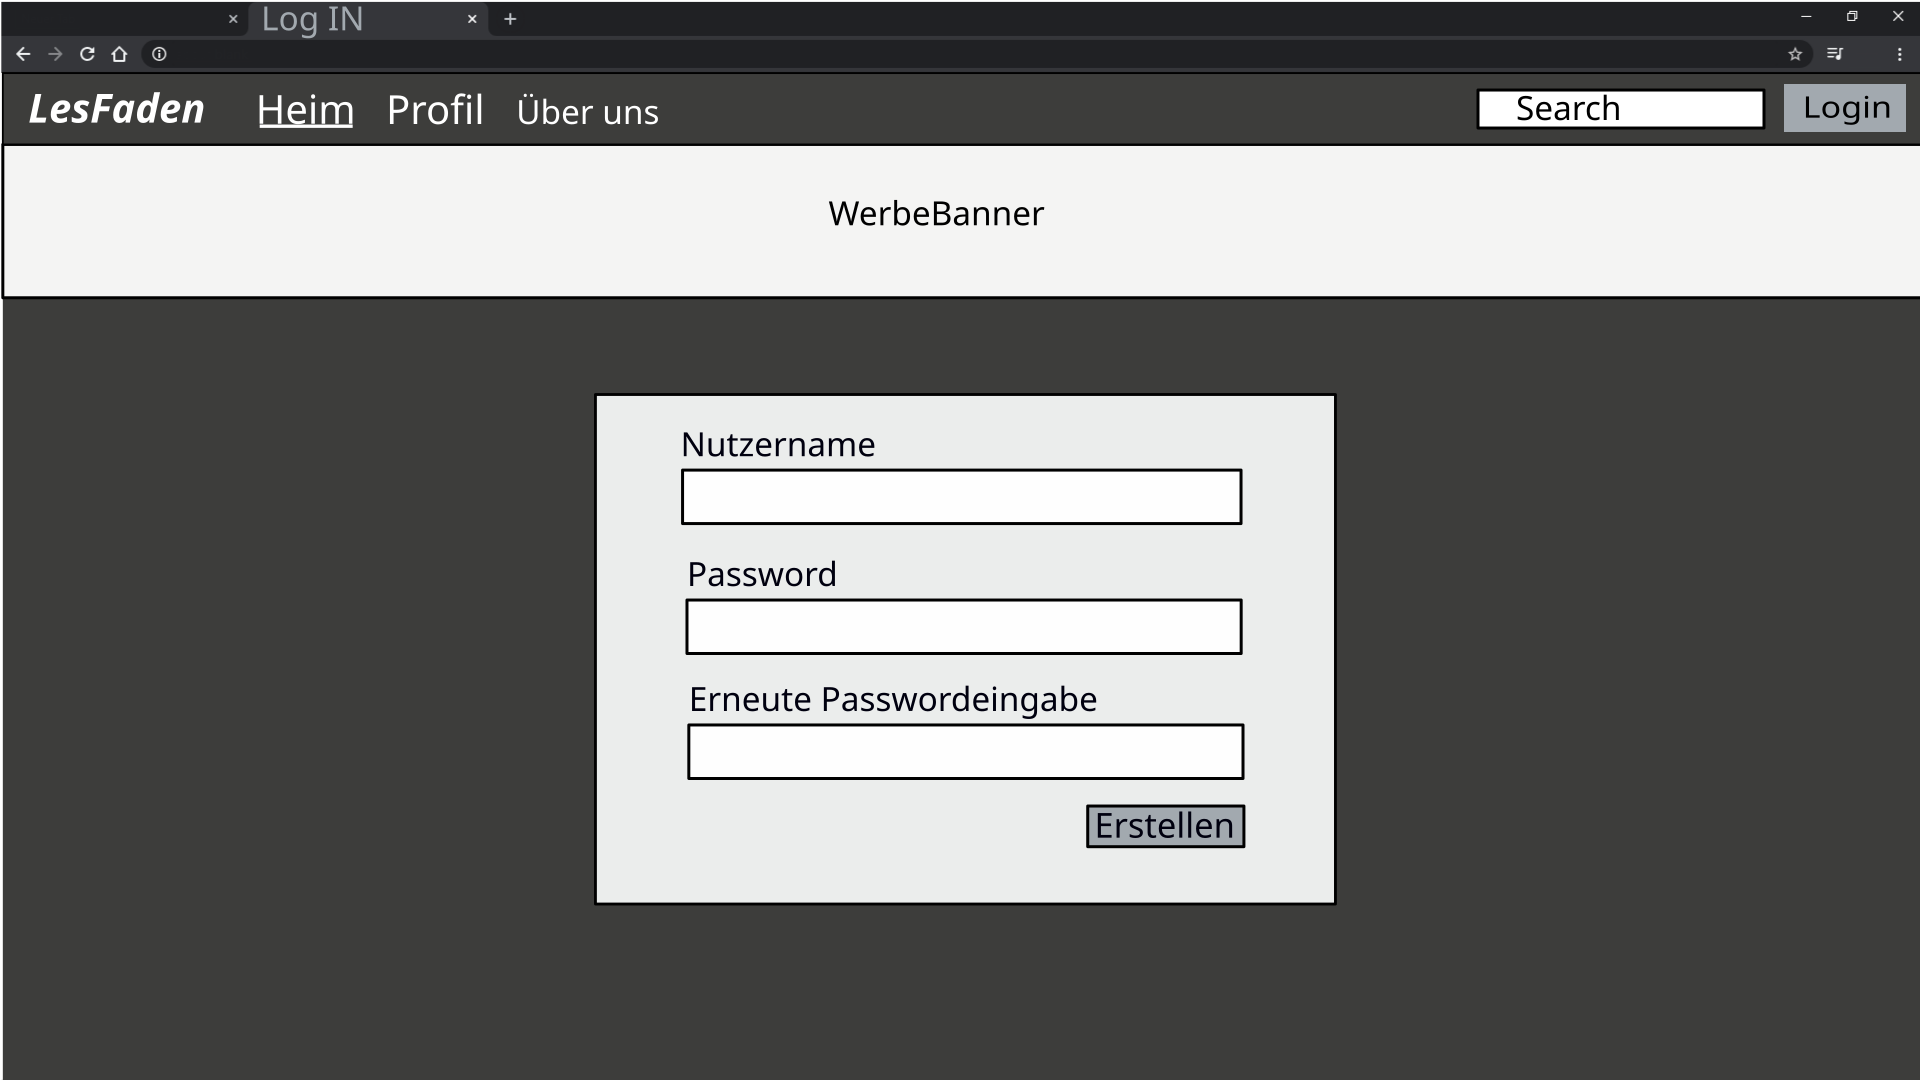 Log IN
LesFaden Heim Profil Über uns Search Login
WerbeBanner
Nutzername
Password
Erneute Passwordeingabe
Erstellen